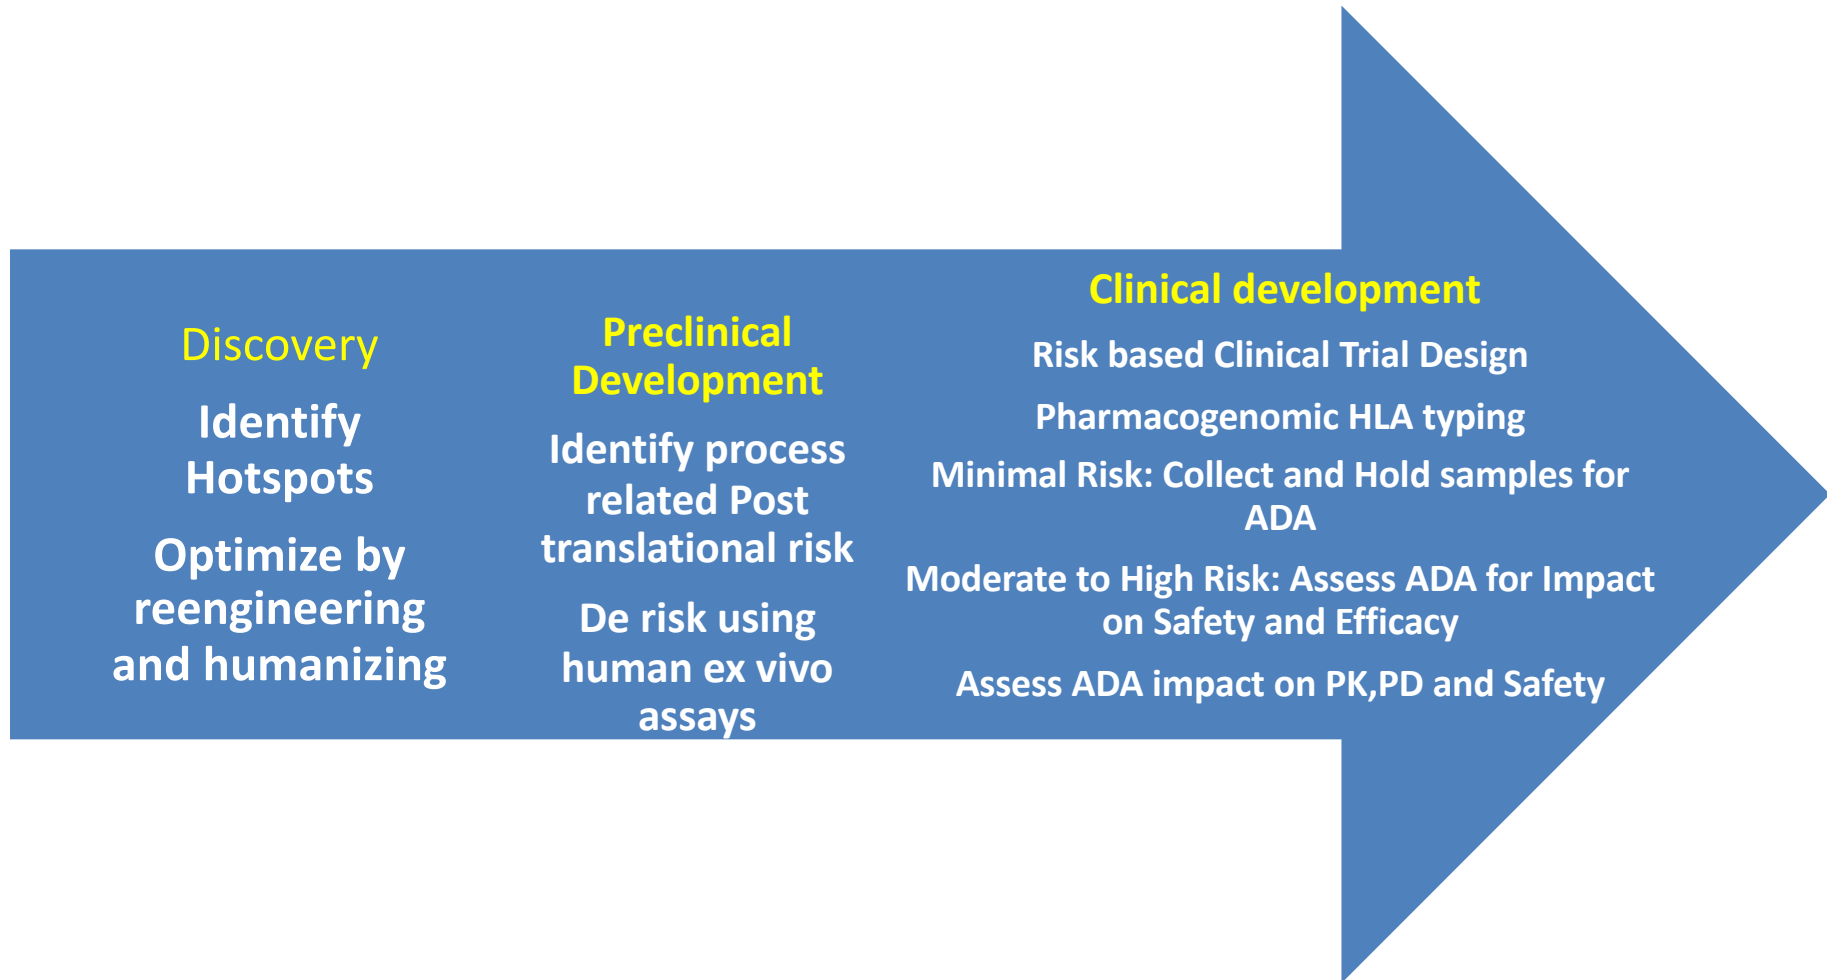 Discovery
Identify
Hotspots
Optimize by
reengineering
and humanizing
Preclinical
Development
Identify process
related Post
translational risk
De risk using
human ex vivo
assays
Clinical development
Risk based Clinical Trial Design
Pharmacogenomic HLA typing
Minimal Risk: Collect and Hold samples for
ADA
Moderate to High Risk: Assess ADA for Impact
on Safety and Efficacy
Assess ADA impact on PK,PD and Safety